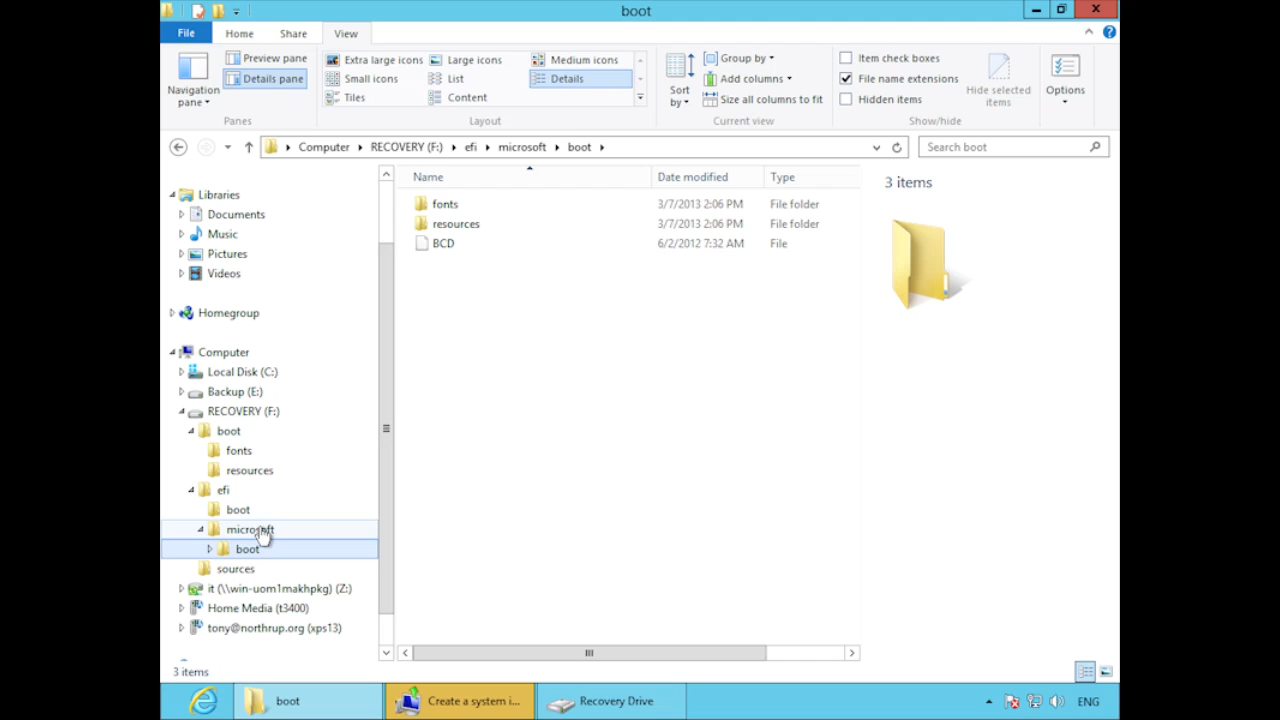 boot
File Home Share View
Navigation pane
Preview pane
Details pane
Panes
Extra large icons Large icons Medium icons
Small icons List Details
Tiles Content
Layout
Sort by
Group by
Add columns
Size all columns to fit
Current view
Item check boxes
File name extensions
Hidden items
Hide selected items
Options
Show/hide
Computer RECOVERY (F:) efi microsoft boot
Search boot
Name Date modified Type
fonts 3/7/2013 2:06 PM File folder
resources 3/7/2013 2:06 PM File folder
BCD 6/2/2012 7:32 AM File
3 items
Libraries
Documents
Music
Pictures
Videos
Homegroup
Computer
Local Disk (C:)
Backup (E:)
RECOVERY (F:)
boot
fonts
resources
efi
boot
microsoft
boot
sources
it (\\win-uom1makhpkg) (Z:)
Home Media (t3400)
tony@northrup.org (xps13)
3 items
boot Create a system i... Recovery Drive ENG